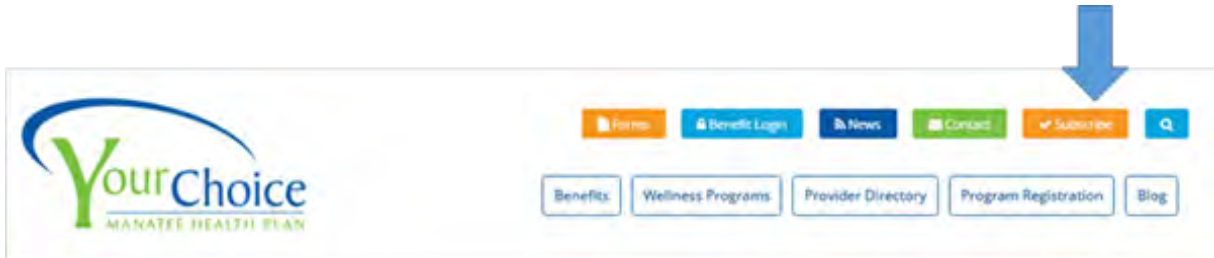 Forms Benefit Login News Contact Subscribe
YourChoice
MANATEE HEALTH PLAN
Benefits Wellness Programs Provider Directory Program Registration Blog